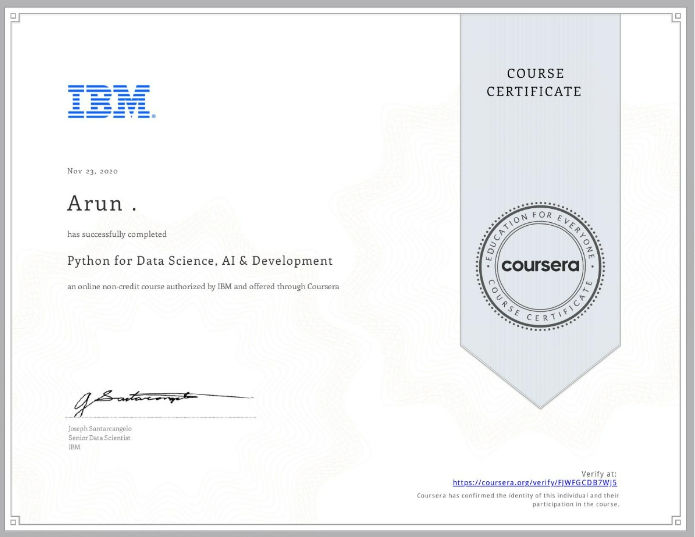 COURSE
CERTIFICATE
IBM
Nov 23, 2020
Arun .
has successfully completed
Python for Data Science, AI & Development
an online non-credit course authorized by IBM and offered through Coursera
EDUCATION FOR EVERYONE
coursera
COURSE CERTIFICATE
Joseph Santarcangelo
Senior Data Scientist
IBM
Verify at:
https://coursera.org/verify/FJWFGCDB7WJ5
Coursera has confirmed the identity of this individual and their
participation in the course.